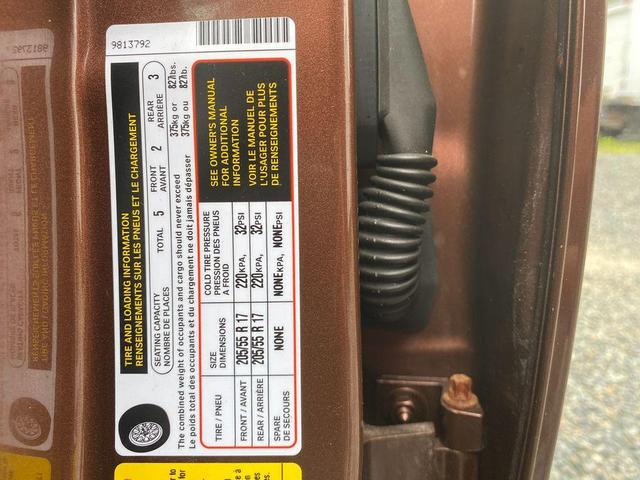 9813792
TIRE AND LOADING INFORMATION
RENSEIGNEMENTS SUR LES PNEUS ET LE CHARGEMENT
SEATING CAPACITY
NOMBRE DE PLACES
TOTAL 5
FRONT
AVANT 2
REAR
ARRIÈRE 3
The combined weight of occupants and cargo should never exceed 375kg or 827lbs.
Le poids total des occupants et du chargement ne doit jamais dépasser 375kg ou 827lb.
TIRE / PNEU
SIZE
DIMENSIONS
COLD TIRE PRESSURE
PRESSION DES PNEUS
A FROID
FRONT / AVANT 205/55 R 17 220KPA, 32PSI
REAR / ARRIÈRE 205/55 R 17 220KPA, 32PSI
SPARE
DE SECOURS
NONE NONEKPA, NONEPSI
SEE OWNER'S MANUAL
FOR ADDITIONAL
INFORMATION
VOIR LE MANUEL DE
L'USAGER POUR PLUS
DE RENSEIGNEMENTS